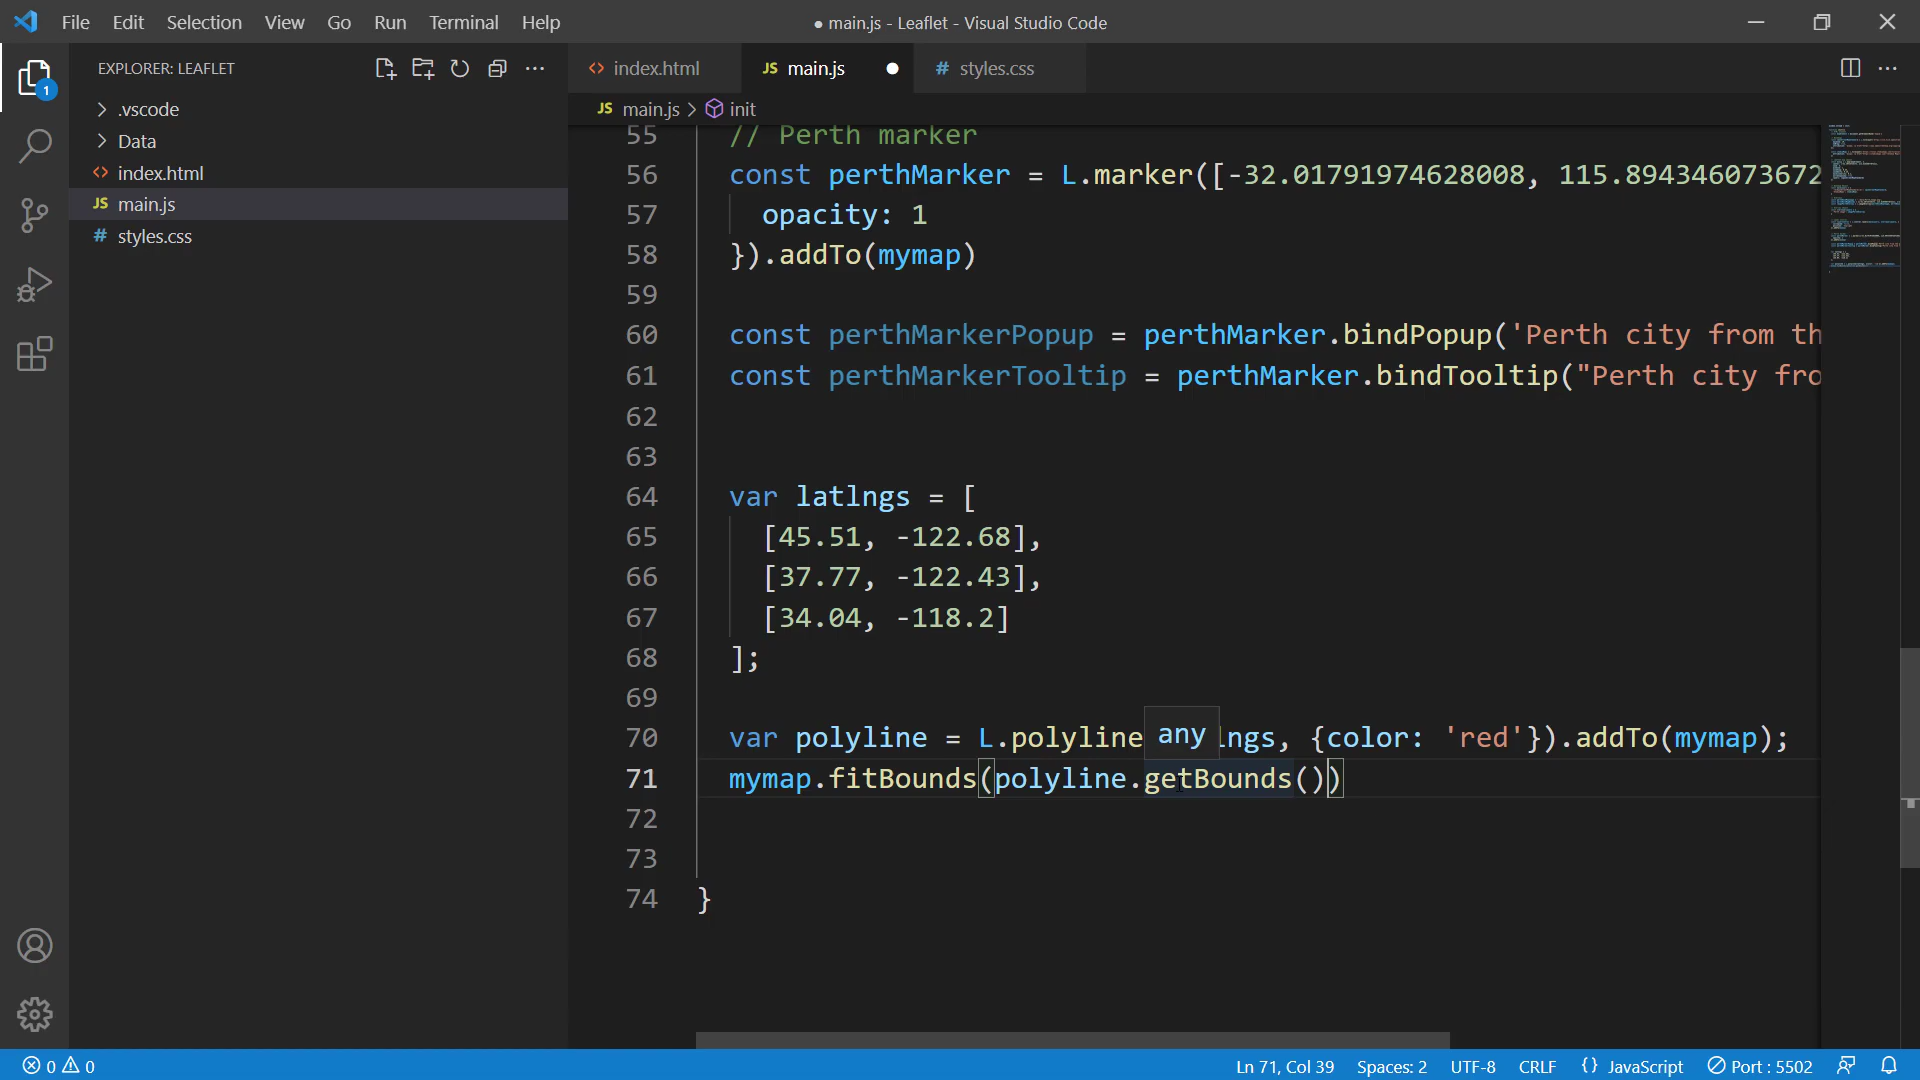 File Edit Selection View Go Run Terminal Help
● main.js - Leaflet - Visual Studio Code
EXPLORER: LEAFLET
index.html
JS main.js
# styles.css
1
.vscode
Data
index.html
JS main.js
# styles.css
JS main.js > init
55 // Perth marker
56 const perthMarker = L.marker([-32.01791974628008, 115.894346073672
57 opacity: 1
58 }).addTo(mymap)
59
60 const perthMarkerPopup = perthMarker.bindPopup('Perth city from th
61 const perthMarkerTooltip = perthMarker.bindTooltip("Perth city fro
62
63
64 var latlngs = [
65 [45.51, -122.68],
66 [37.77, -122.43],
67 [34.04, -118.2]
68 ];
69
70 var polyline = L.polyline any ngs, {color: 'red'}).addTo(mymap);
71 mymap.fitBounds(polyline.getBounds())
72
73
74 }
0 0
Ln 71, Col 39 Spaces: 2 UTF-8 CRLF {} JavaScript Port : 5502